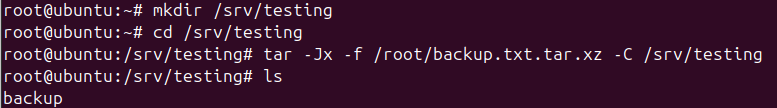 root@ubuntu:~# mkdir /srv/testing
root@ubuntu:~# cd /srv/testing
root@ubuntu:/srv/testing# tar -Jx -f /root/backup.txt.tar.xz -C /srv/testing
root@ubuntu:/srv/testing# ls
backup